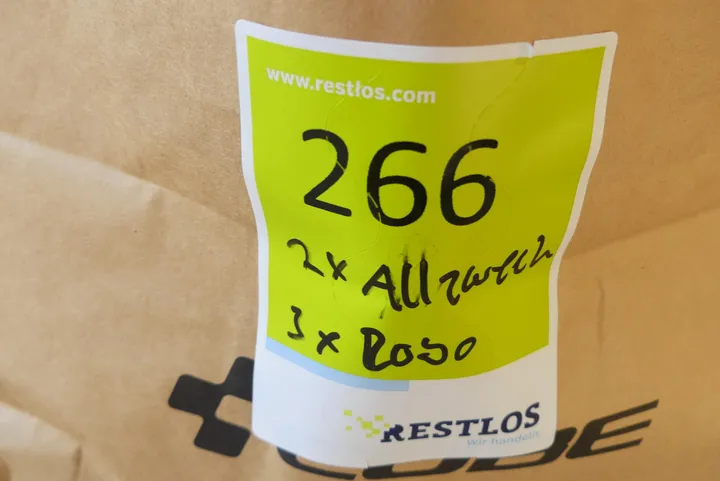 www.restlos.com
266
2x Allzweck
3x Roso
RESTLOS
Wir handeln.
CUBE